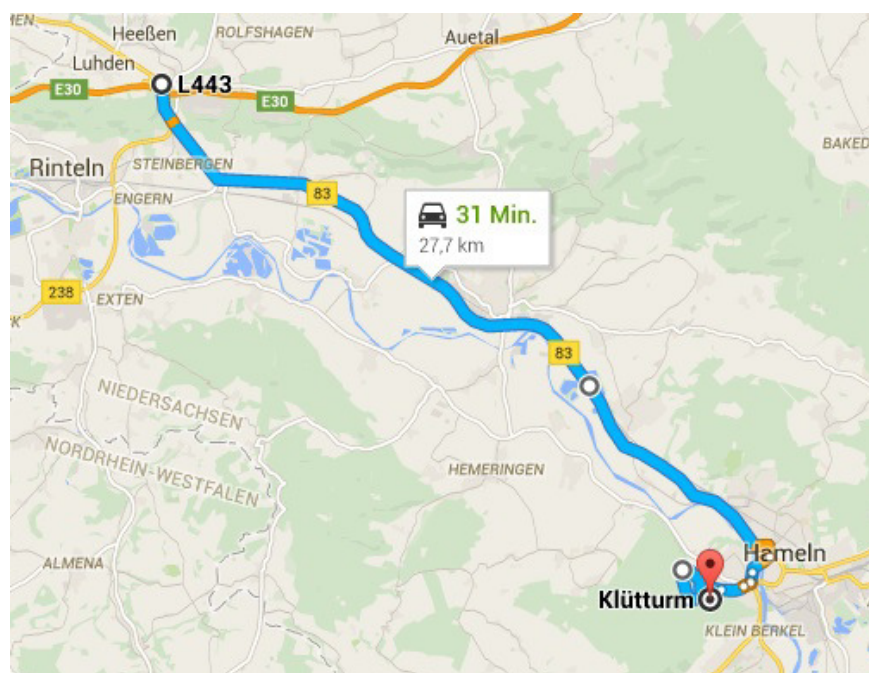 MEN
Heeßen
ROLFSHAGEN
Auetal
Luhden
L443
E30
E30
BAKED
Rinteln
STEINBERGEN
ENGERN
83
31 Min.
27,7 km
238
EXTEN
83
NIEDERSACHSEN
NORDRHEIN-WESTFALEN
HEMERINGEN
ALMENA
Hameln
Klütturm
KLEIN BERKEL